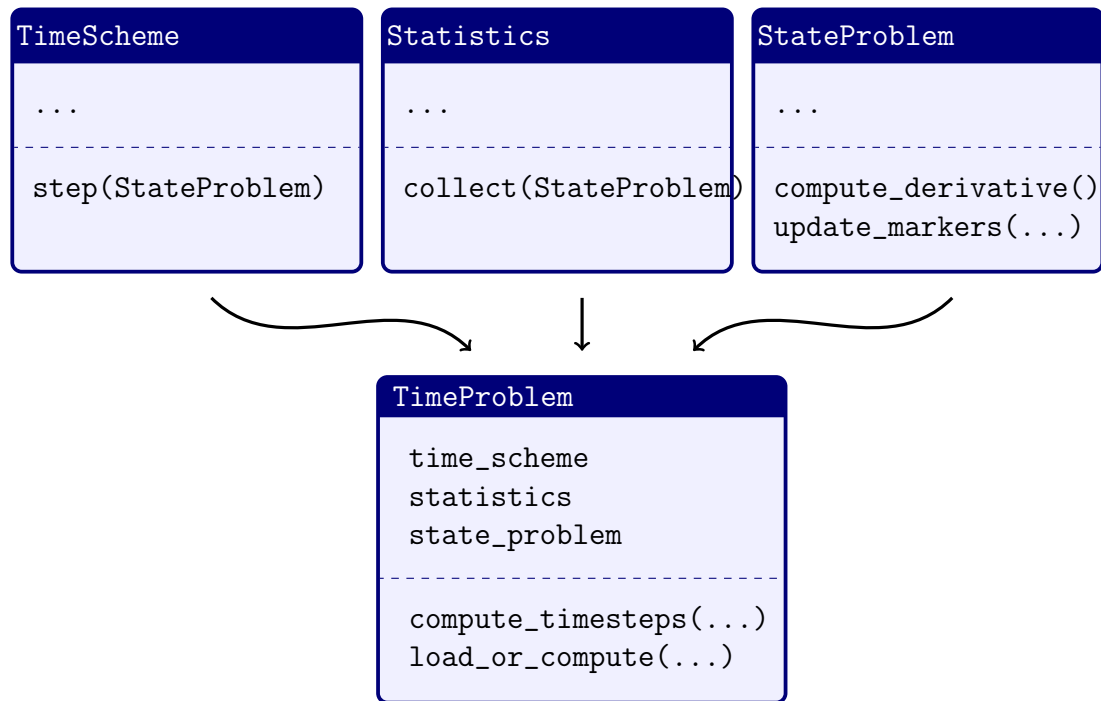 TimeScheme
...
step(StateProblem)
Statistics
...
collect(StateProblem)
StateProblem
...
compute_derivative()
update_markers(...)
TimeProblem
time_scheme
statistics
state_problem
compute_timesteps(...)
load_or_compute(...)